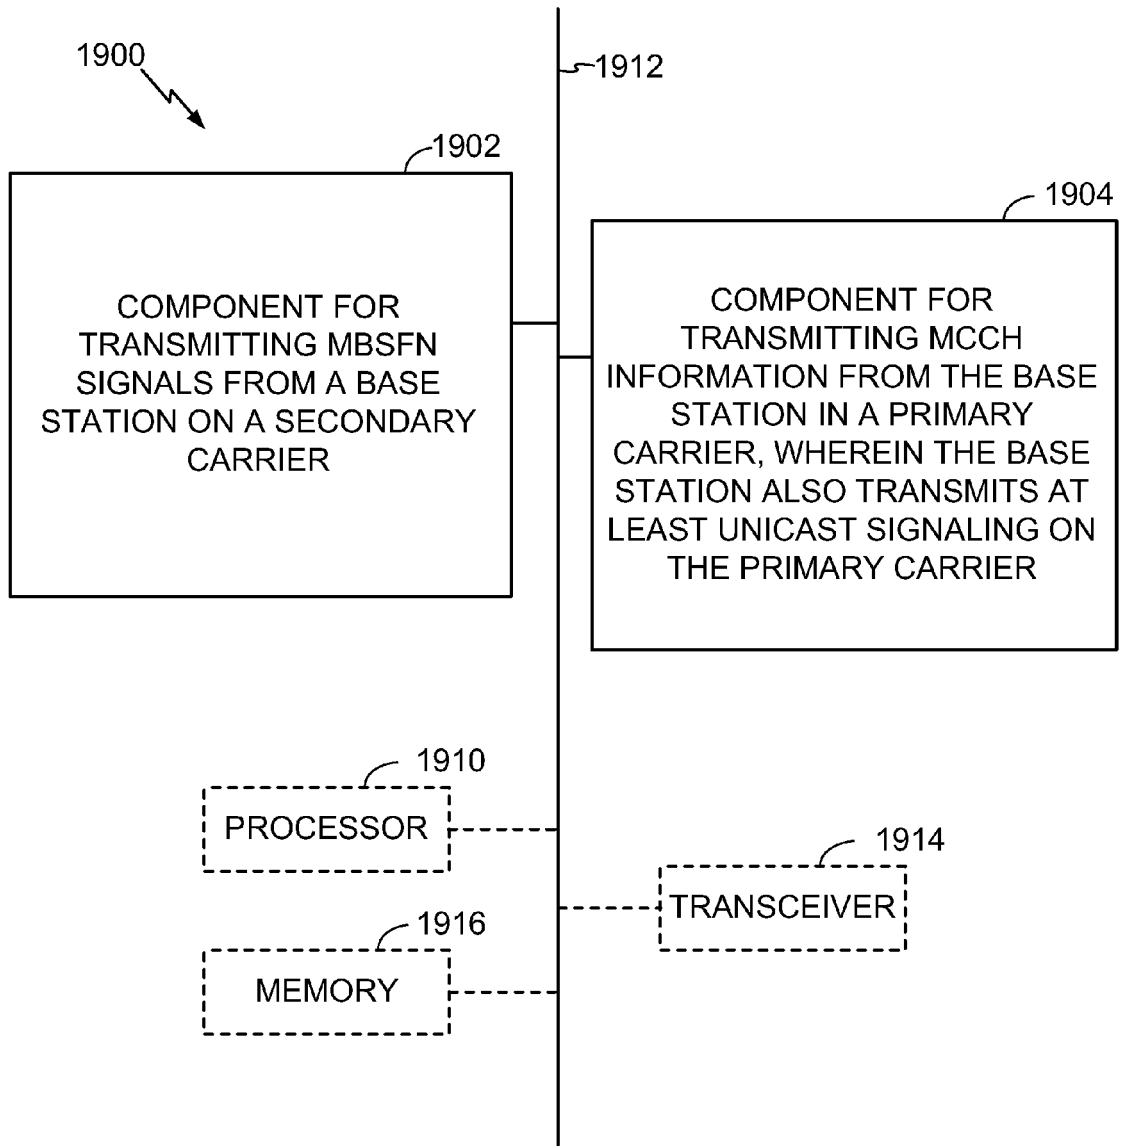 1900
1912
1902
1904
COMPONENT FOR
TRANSMITTING MBSFN
SIGNALS FROM A BASE
STATION ON A SECONDARY
CARRIER
COMPONENT FOR
TRANSMITTING MCCH
INFORMATION FROM THE BASE
STATION IN A PRIMARY
CARRIER, WHEREIN THE BASE
STATION ALSO TRANSMITS AT
LEAST UNICAST SIGNALING ON
THE PRIMARY CARRIER
1910
PROCESSOR
1914
TRANSCEIVER
1916
MEMORY